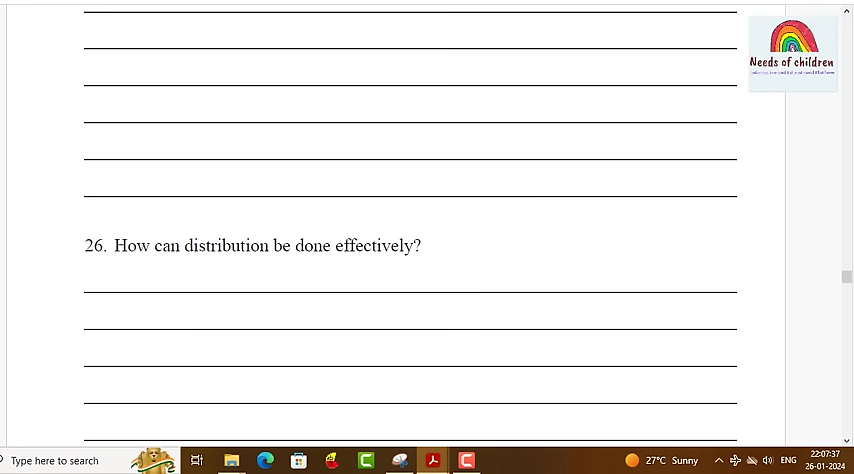 Needs of children
26. How can distribution be done effectively?
Type here to search
27°C Sunny
ENG
22:07:37
26-01-2024